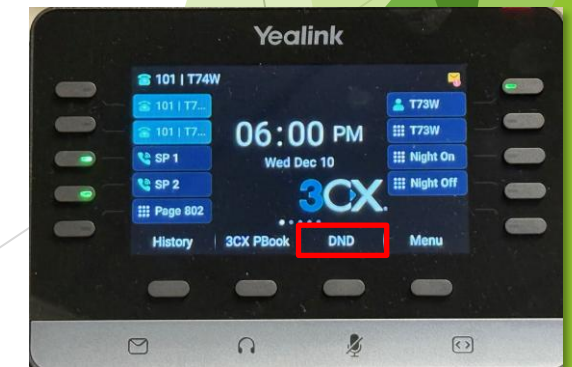 Yealink
101 | T74W
101 | T7...
101 | T7...
SP 1
SP 2
Page 802
06:00 PM
Wed Dec 10
3CX
T73W
T73W
Night On
Night Off
History
3CX PBook
DND
Menu